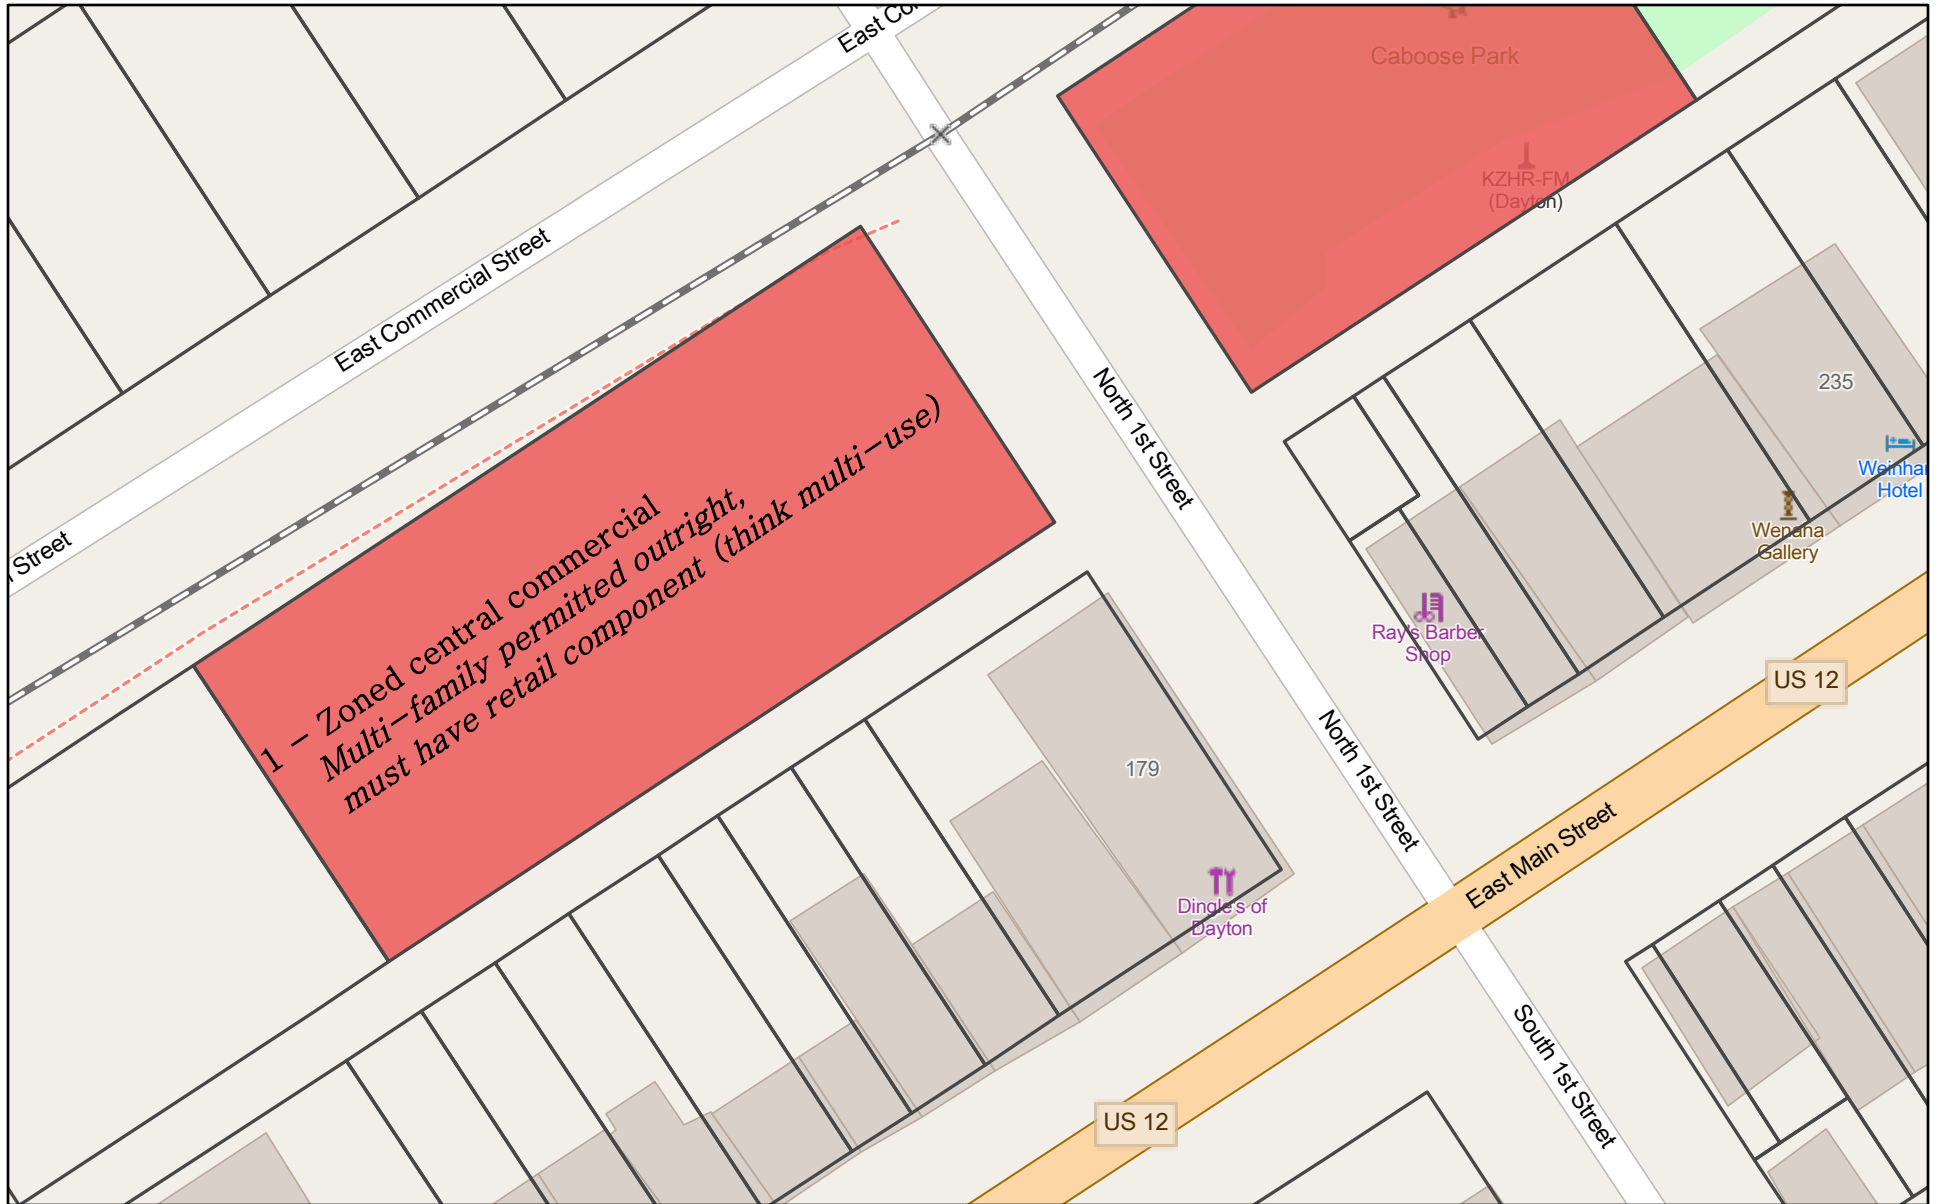 East Co
Caboose Park
KZHR-FM
(Dayton)
East Commercial Street
North 1st Street
235
Weinha
Hotel
Wenaha
Gallery
Street
1 – Zoned central commercial
Multi–family permitted outright,
must have retail component (think multi–use)
Ray's Barber
Shop
US 12
North 1st Street
179
East Main Street
Dingle's of
Dayton
South 1st Street
US 12